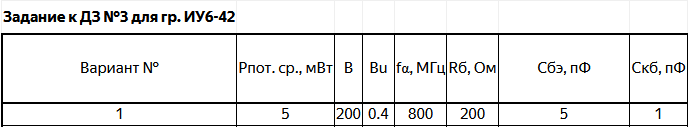 Задание к ДЗ №3 для гр. ИУ6-42
Вариант № Рпот. ср., мВт В Bu fα, МГц Rб, Ом Сбэ, пФ Скб, пФ
1 5 200 0.4 800 200 5 1